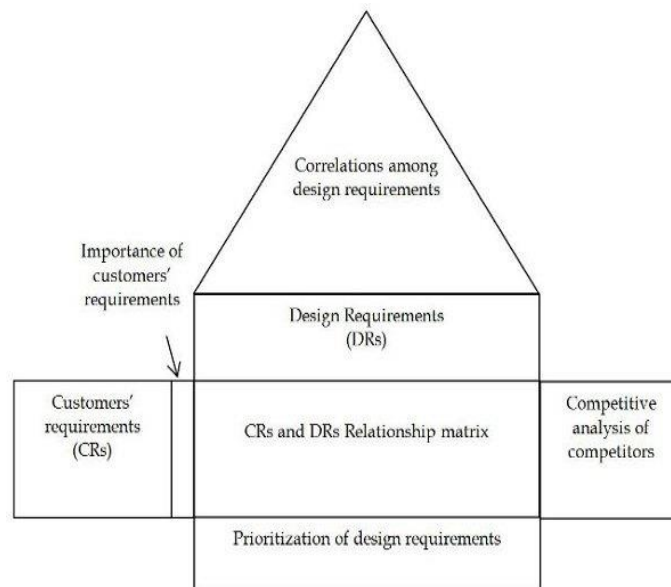 Correlations among
design requirements
Importance of
customers’
requirements
Design Requirements
(DRs)
Customers’
requirements
(CRs)
CRs and DRs Relationship matrix
Competitive
analysis of
competitors
Prioritization of design requirements